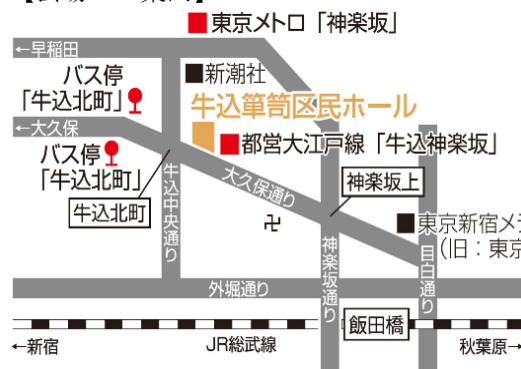 ■東京メトロ「神楽坂」
←早稲田
バス停
「牛込北町」
■新潮社
牛込箪笥区民ホール
←大久保
■都営大江戸線「牛込神楽坂」
バス停
「牛込北町」
大久保通り
神楽坂上
牛込北町
牛込中央通り
卍
■東京新宿メデ
(旧：東京
神楽坂通り
目白通り
外堀通り
飯田橋
←新宿
JR総武線
秋葉原→